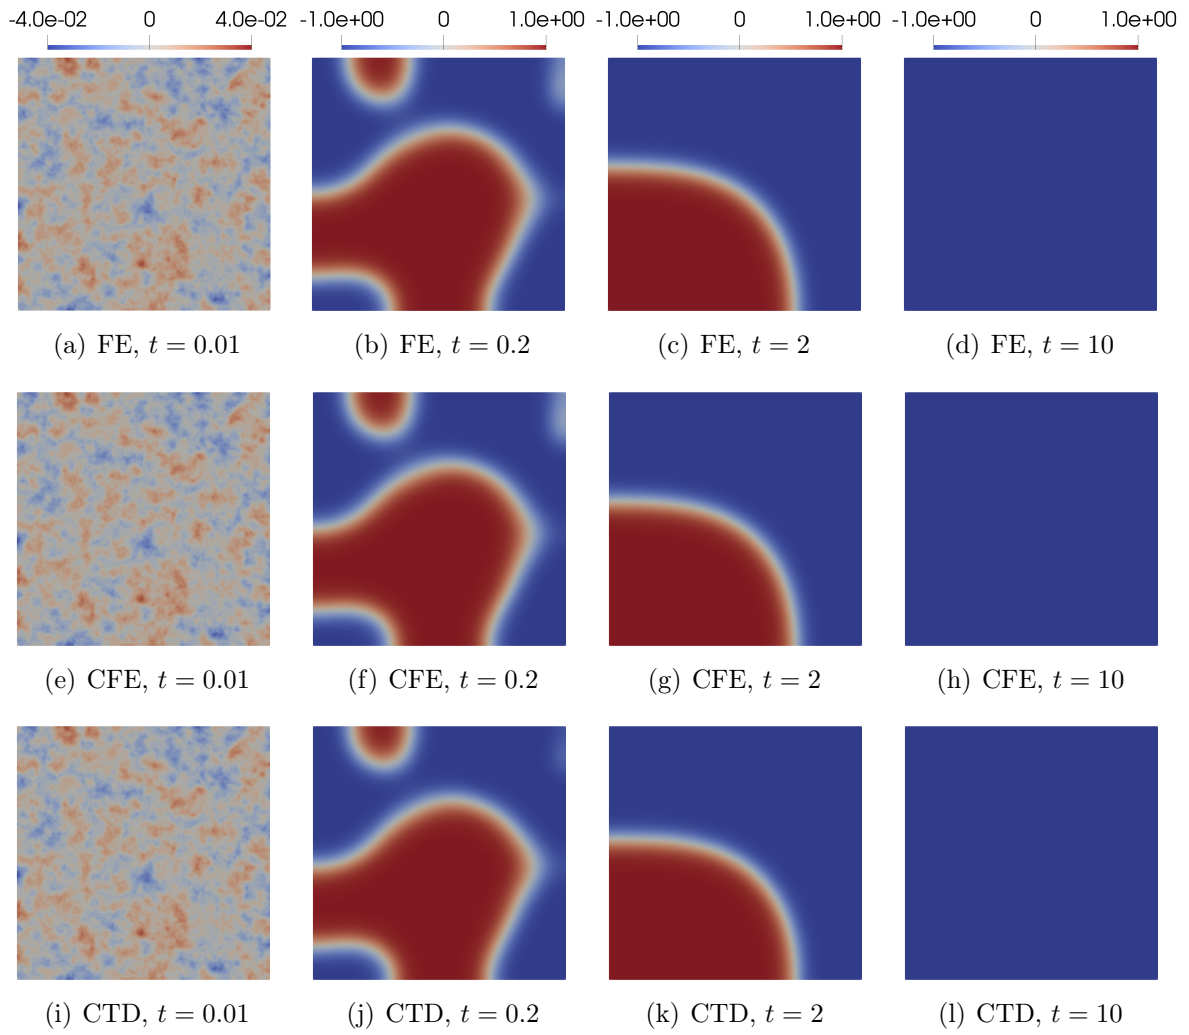 -4.0e-02 0 4.0e-02 -1.0e+00 0 1.0e+00 -1.0e+00 0 1.0e+00 -1.0e+00 0 1.0e+00
(a) FE, t = 0.01 (b) FE, t = 0.2 (c) FE, t = 2 (d) FE, t = 10
(e) CFE, t = 0.01 (f) CFE, t = 0.2 (g) CFE, t = 2 (h) CFE, t = 10
(i) CTD, t = 0.01 (j) CTD, t = 0.2 (k) CTD, t = 2 (l) CTD, t = 10